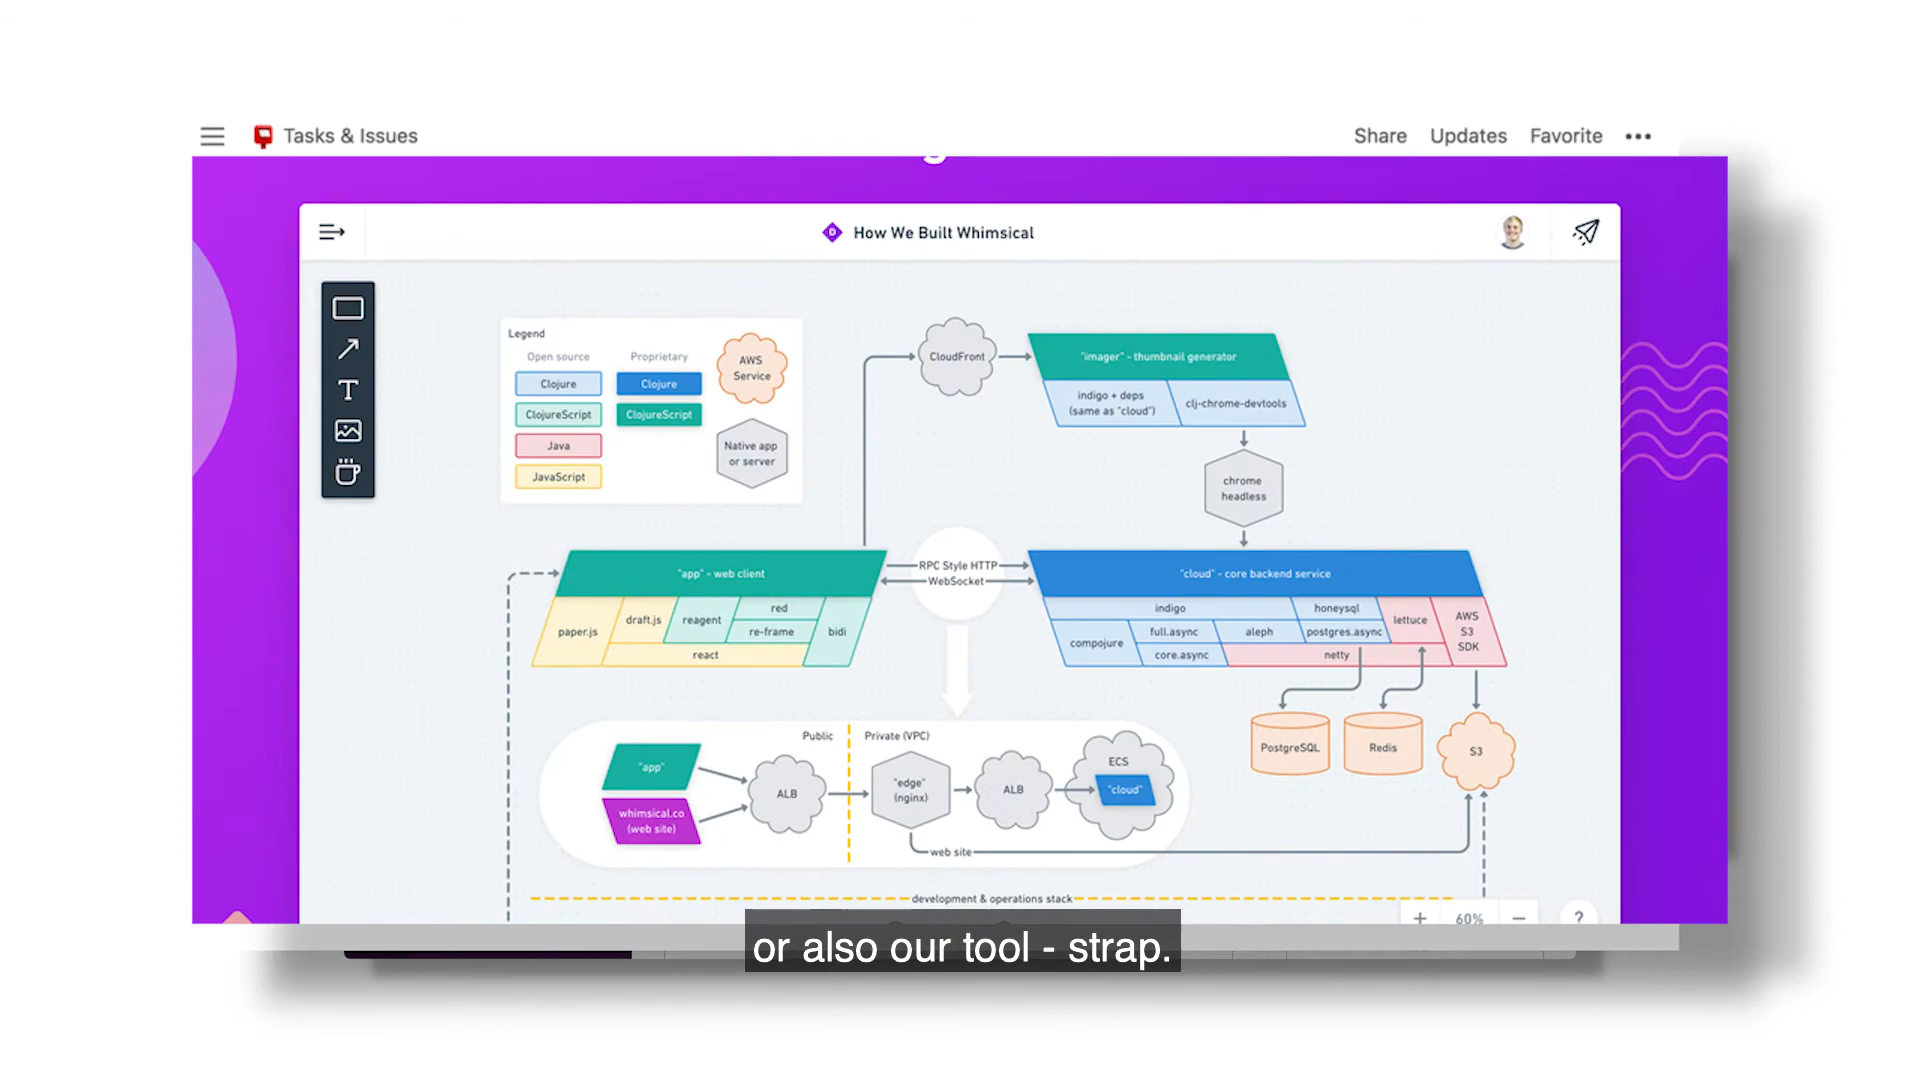 Tasks & Issues
Share Updates Favorite
How We Built Whimsical
Legend
Open source
Proprietary
Clojure
ClojureScript
Java
JavaScript
Clojure
ClojureScript
AWS
Service
Native app
or server
CloudFront
"imager" - thumbnail generator
indigo + deps
(same as "cloud")
clj-chrome-devtools
chrome
headless
"app" - web client
paper.js
draft.js
reagent
red
re-frame
bidi
react
RPC Style HTTP
WebSocket
"cloud" - core backend service
indigo
honeysql
lettuce
AWS
S3
SDK
compojure
full.async
aleph
postgres.async
core.async
netty
PostgreSQL
Redis
S3
Public
Private (VPC)
"app"
whimsical.co
(web site)
ALB
"edge"
(nginx)
ALB
ECS
"cloud"
web site
development & operations stack
+ 60% −
?
or also our tool - strap.